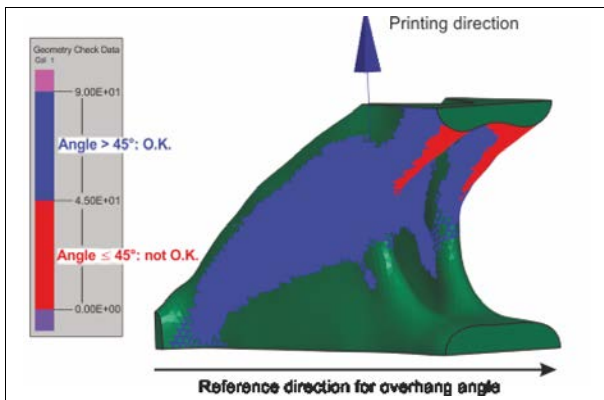 Printing direction
Geometry Check Data
Col 1
9.00E+01
Angle > 45°: O.K.
4.50E+01
Angle ≤ 45°: not O.K.
0.00E+00
Reference direction for overhang angle